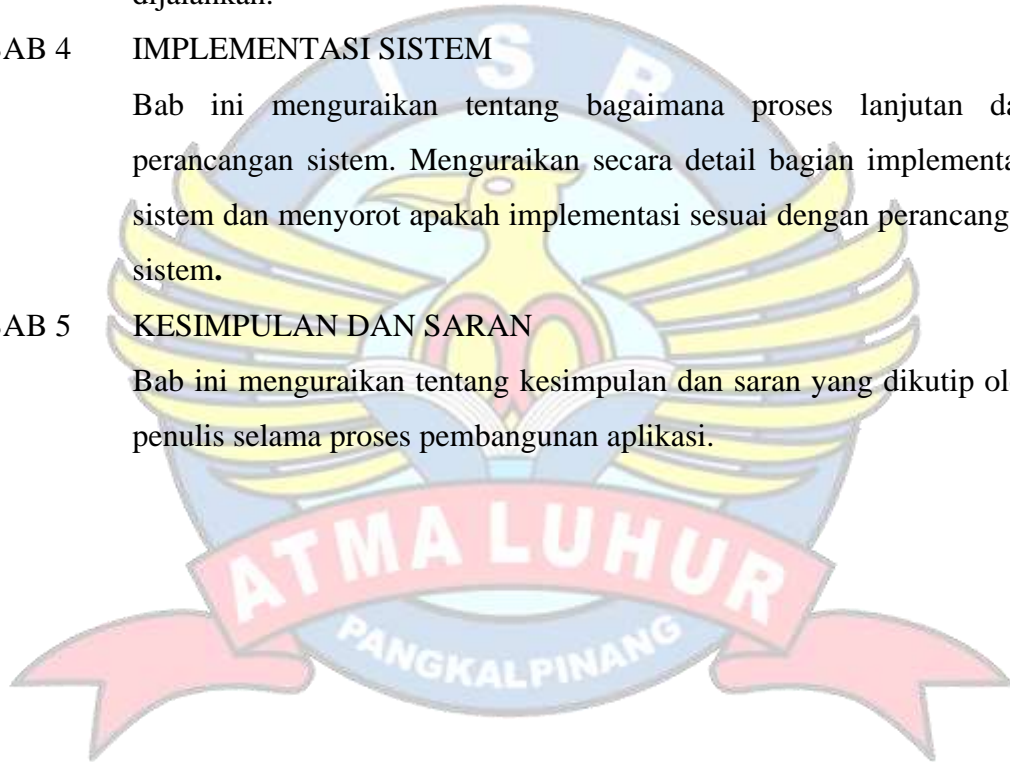 dijalankan.
AB 4 IMPLEMENTASI SISTEM
Bab ini menguraikan tentang bagaimana proses lanjutan da
perancangan sistem. Menguraikan secara detail bagian implementa
sistem dan menyorot apakah implementasi sesuai dengan perancang
sistem.
AB 5 KESIMPULAN DAN SARAN
Bab ini menguraikan tentang kesimpulan dan saran yang dikutip ol
penulis selama proses pembangunan aplikasi.
I S B
ATMA LUHUR
PANGKALPINANG